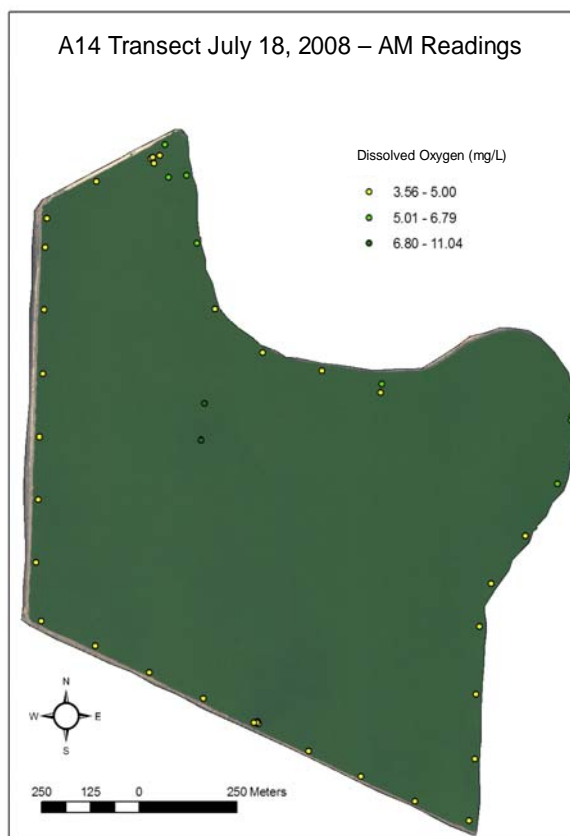 A14 Transect July 18, 2008 – AM Readings
Dissolved Oxygen (mg/L)
3.56 - 5.00
5.01 - 6.79
6.80 - 11.04
N
W E
S
250 125 0 250 Meters